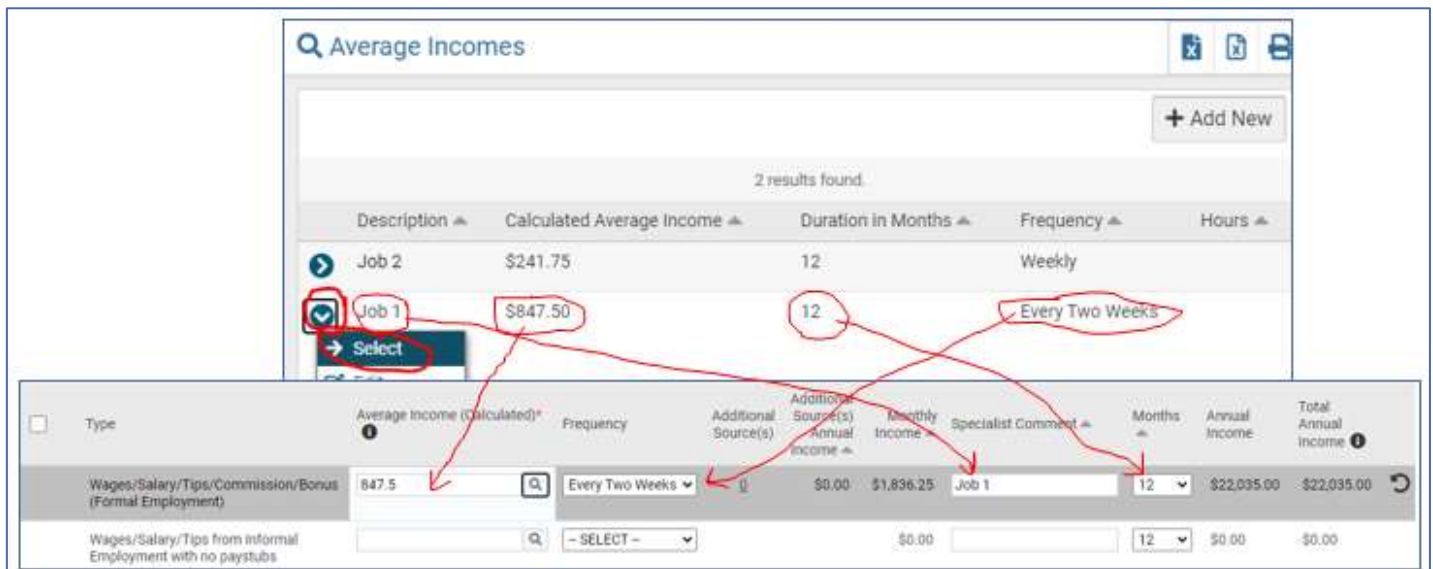 Average Incomes
+ Add New
2 results found.
Description Calculated Average Income Duration in Months Frequency Hours
Job 2 $241.75 12 Weekly
Job 1 $847.50 12 Every Two Weeks
Select
Type Average Income (Calculated)* Frequency Additional Source(s) Additional Source(s) Annual Income Monthly Income Specialist Comment Months Annual Income Total Annual Income
Wages/Salary/Tips/Commission/Bonus (Formal Employment) 847.5 Every Two Weeks 0 $0.00 $1,836.25 Job 1 12 $22,035.00 $22,035.00
Wages/Salary/Tips from Informal Employment with no paystubs -- SELECT -- $0.00 12 $0.00 $0.00